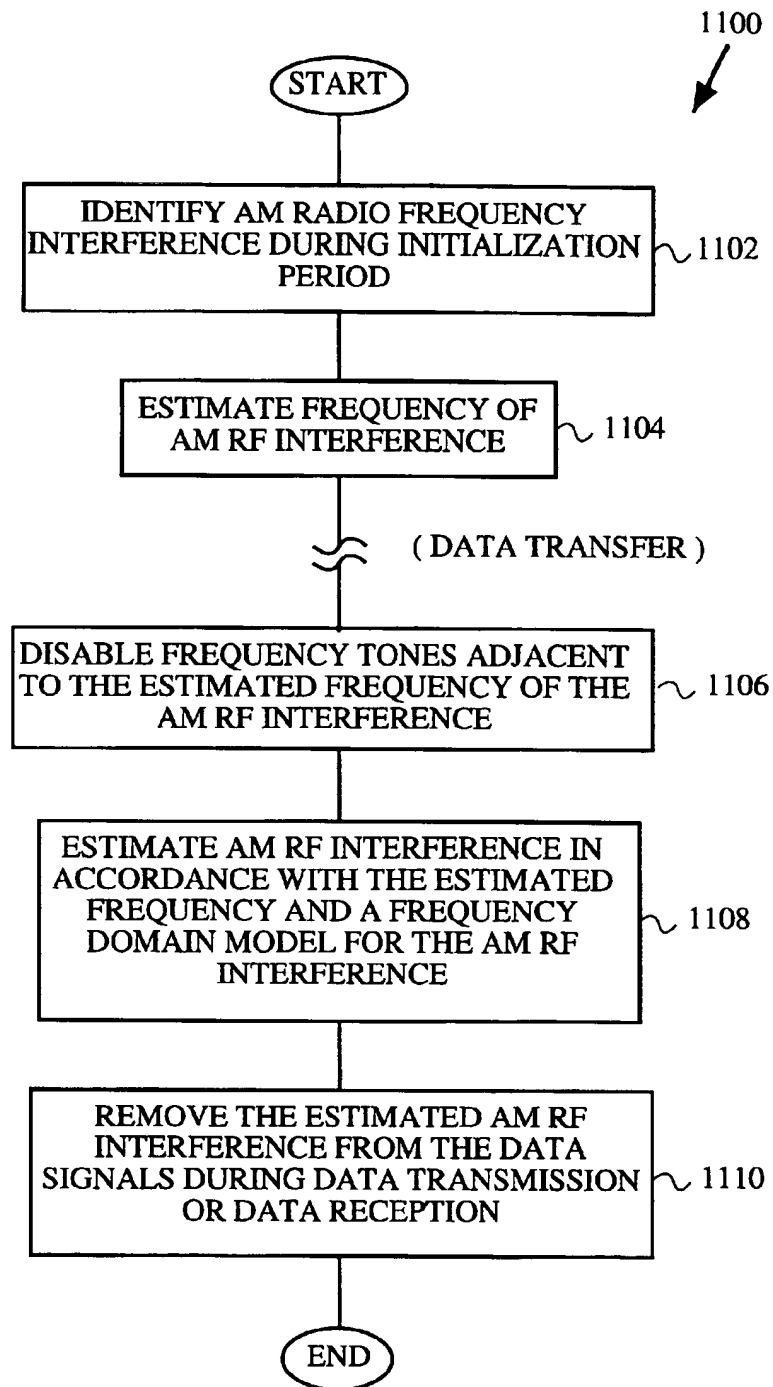 1100
START
IDENTIFY AM RADIO FREQUENCY
INTERFERENCE DURING INITIALIZATION
PERIOD
1102
ESTIMATE FREQUENCY OF
AM RF INTERFERENCE
1104
( DATA TRANSFER )
DISABLE FREQUENCY TONES ADJACENT
TO THE ESTIMATED FREQUENCY OF THE
AM RF INTERFERENCE
1106
ESTIMATE AM RF INTERFERENCE IN
ACCORDANCE WITH THE ESTIMATED
FREQUENCY AND A FREQUENCY
DOMAIN MODEL FOR THE AM RF
INTERFERENCE
1108
REMOVE THE ESTIMATED AM RF
INTERFERENCE FROM THE DATA
SIGNALS DURING DATA TRANSMISSION
OR DATA RECEPTION
1110
END